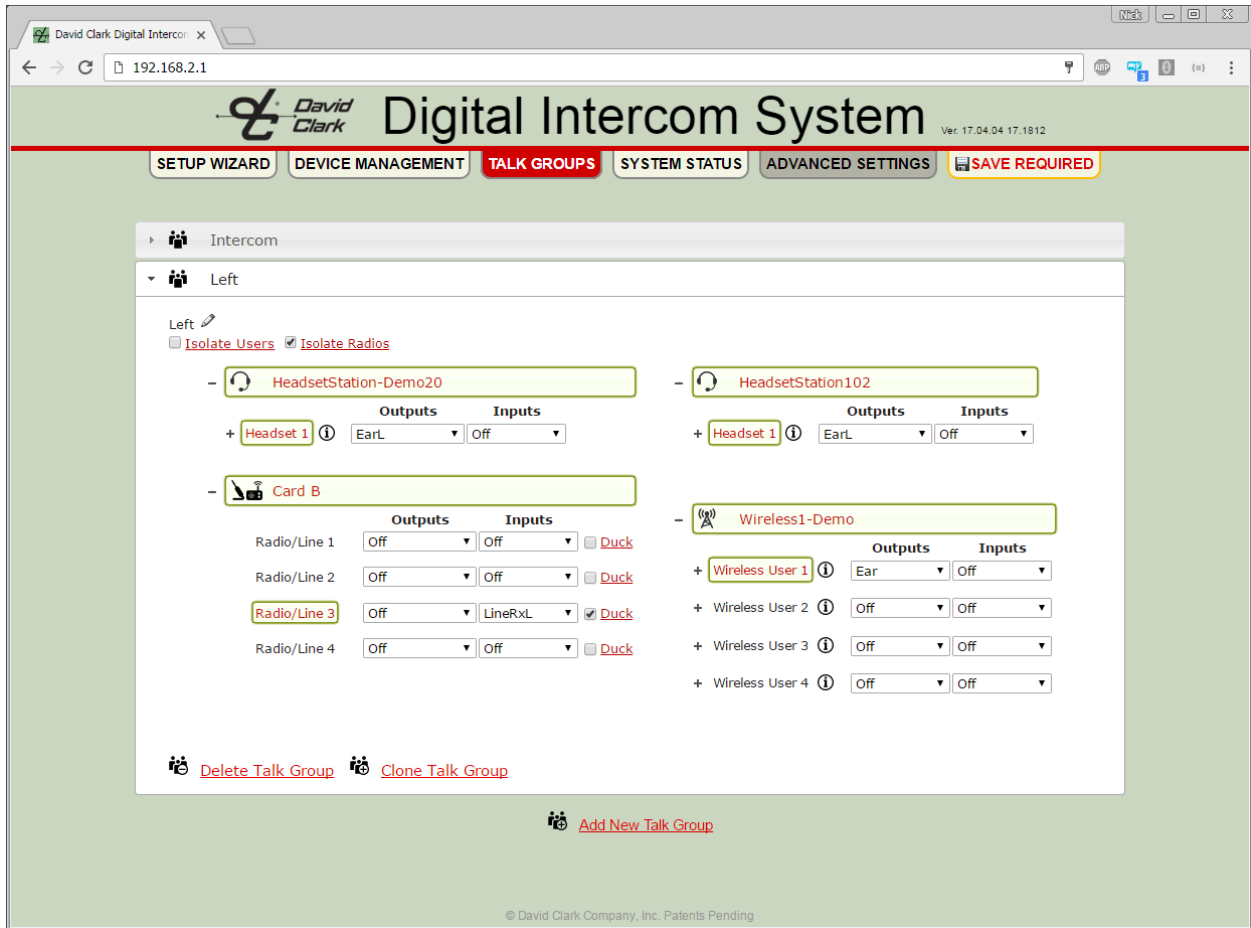 Nick
David Clark Digital Intercor
192.168.2.1
ABP
3
David Clark
Digital Intercom System
Ver. 17.04.04 17.1812
SETUP WIZARD DEVICE MANAGEMENT TALK GROUPS SYSTEM STATUS ADVANCED SETTINGS SAVE REQUIRED
Intercom
Left
Left
Isolate Users Isolate Radios
HeadsetStation-Demo20
Outputs Inputs
Headset 1 EarL Off
HeadsetStation102
Outputs Inputs
Headset 1 EarL Off
Card B
Outputs Inputs
Radio/Line 1 Off Off Duck
Radio/Line 2 Off Off Duck
Radio/Line 3 Off LineRxL Duck
Radio/Line 4 Off Off Duck
Wireless1-Demo
Outputs Inputs
Wireless User 1 Ear Off
Wireless User 2 Off Off
Wireless User 3 Off Off
Wireless User 4 Off Off
Delete Talk Group Clone Talk Group
Add New Talk Group
© David Clark Company, Inc. Patents Pending